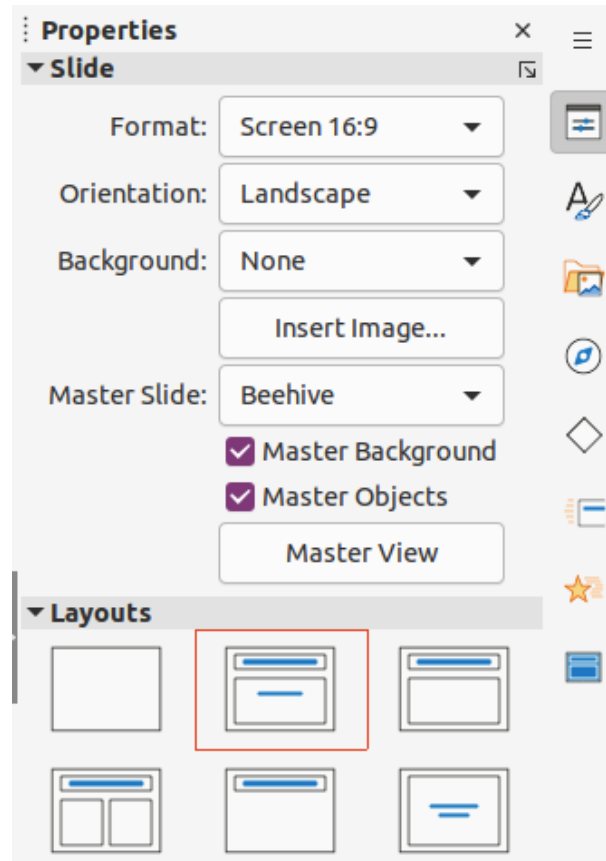 Properties
Slide
Format: Screen 16:9
Orientation: Landscape
Background: None
Insert Image...
Master Slide: Beehive
Master Background
Master Objects
Master View
Layouts